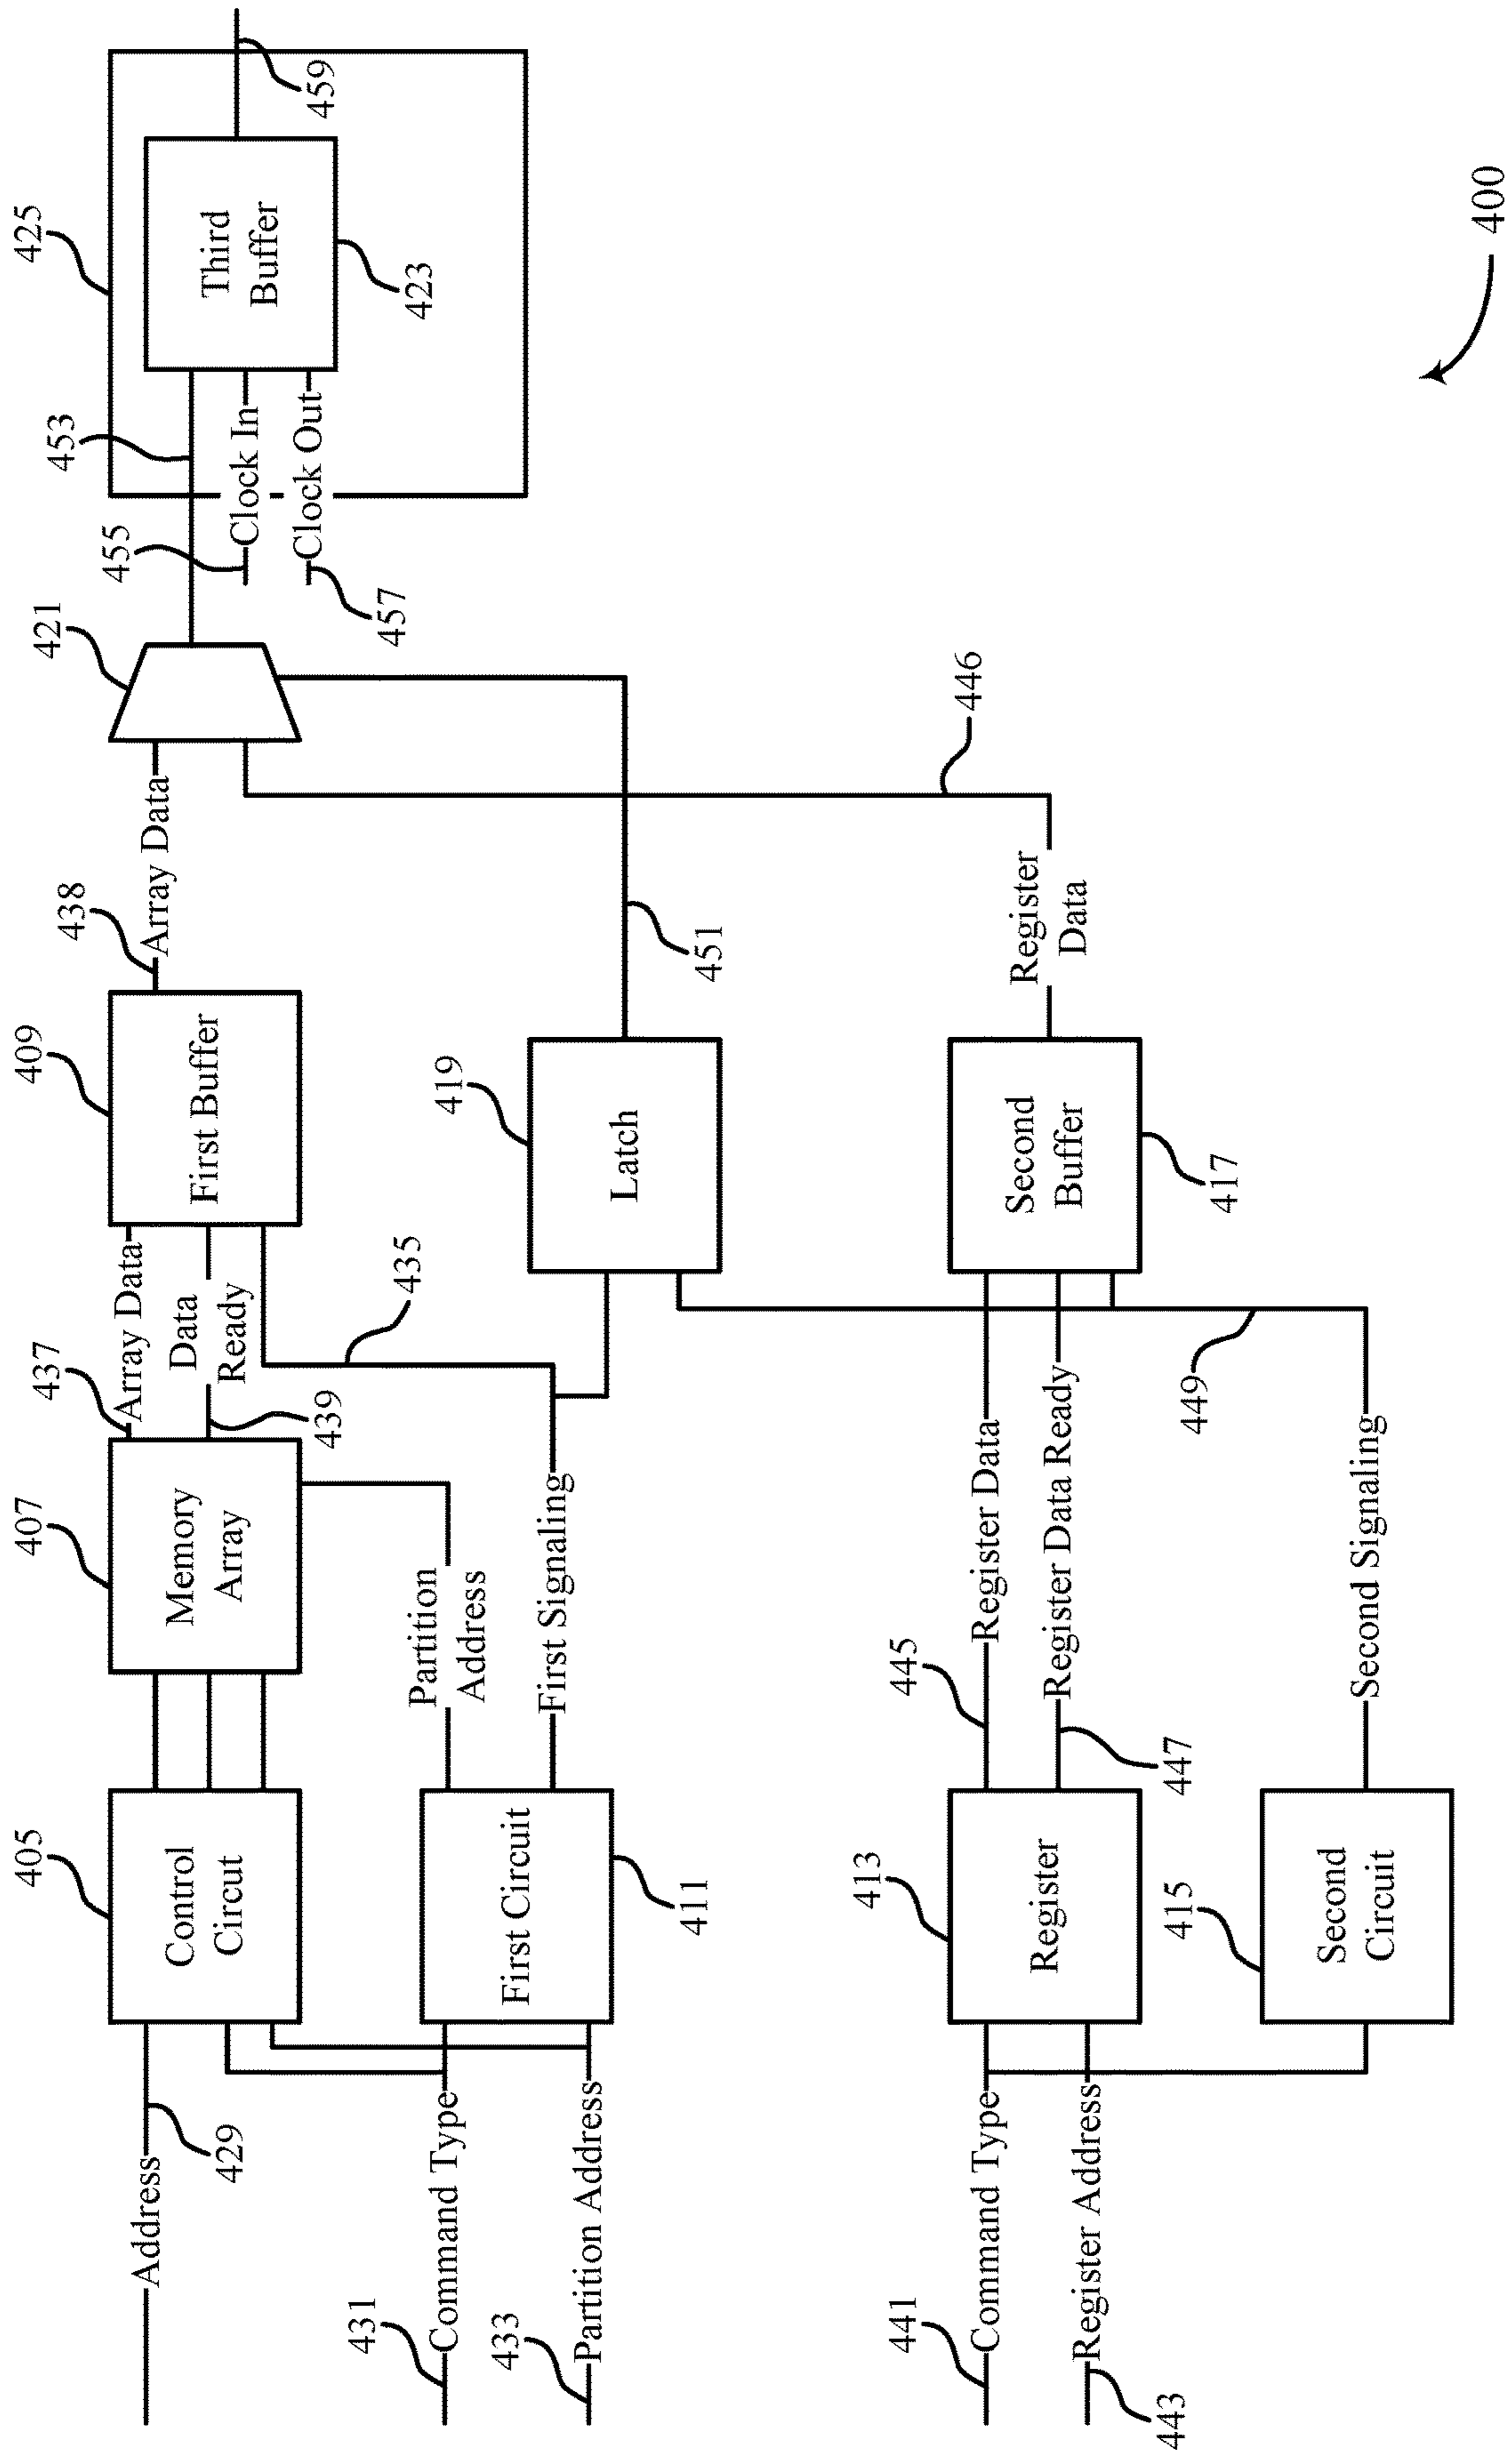 Address
429
431
Command Type
433
Partition Address
405
Control
Circut
First Circuit
411
407
Memory
Array
Partition
Address
First Signaling
437
Array Data
Data
Ready
439
435
409
First Buffer
438
Array Data
419
Latch
451
421
453
455
Clock In
Clock Out
457
425
Third
Buffer
423
459
441
Command Type
Register Address
443
413
Register
415
Second
Circuit
445
Register Data
Register Data Ready
447
Second Signaling
449
Second
Buffer
417
Register
Data
446
400